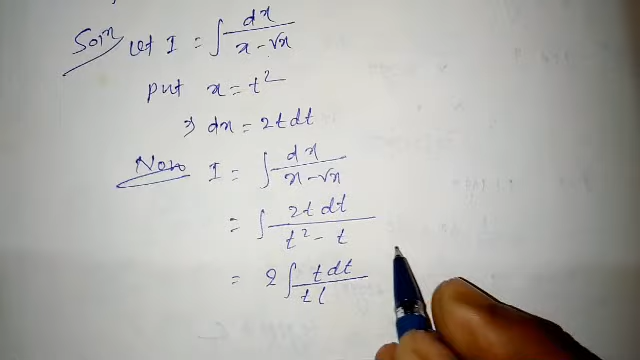 Soln Let I = ∫ dx / x - √x
put x = t²
⇒ dx = 2t dt
Now I = ∫ dx / x - √x
= ∫ 2t dt / t² - t
= 2 ∫ t dt / t (